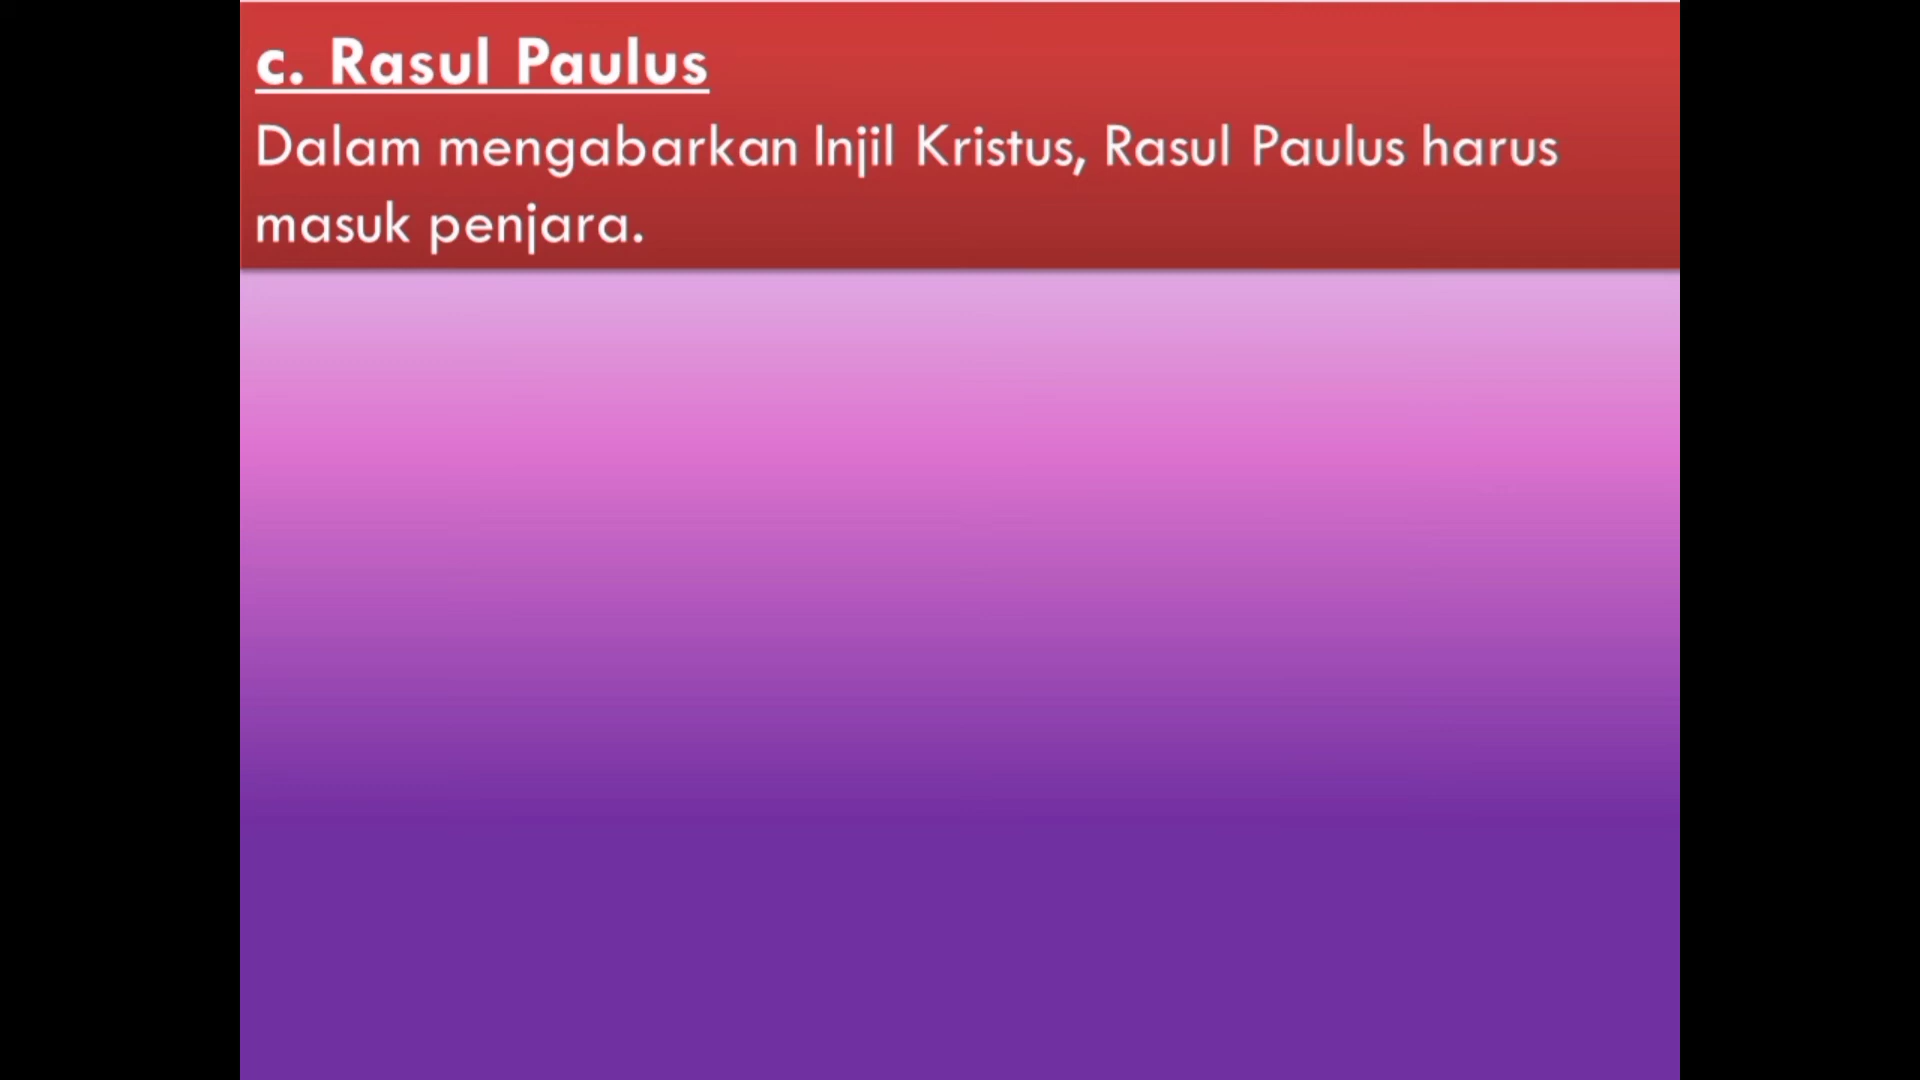 c. Rasul Paulus
Dalam mengabarkan Injil Kristus, Rasul Paulus harus
masuk penjara.